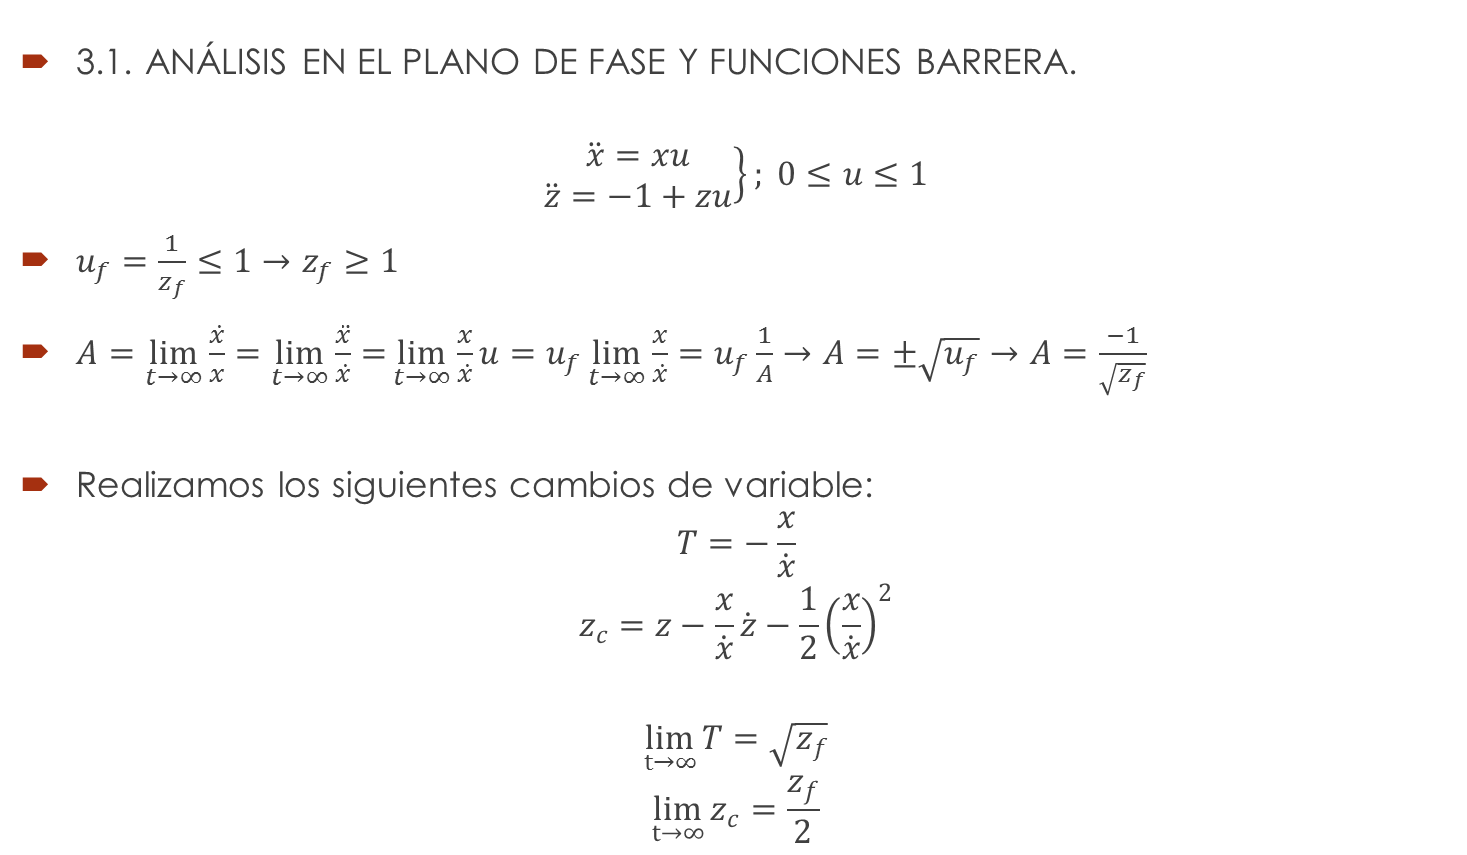 3.1. ANÁLISIS EN EL PLANO DE FASE Y FUNCIONES BARRERA.
ẍ = xu
z̈ = −1 + zu } ; 0 ≤ u ≤ 1
u_f = 1/z_f ≤ 1 → z_f ≥ 1
A = lim_{t→∞} ẋ/x = lim_{t→∞} ẍ/ẋ = lim_{t→∞} x/ẋ u = u_f lim_{t→∞} x/ẋ = u_f 1/A → A = ±√u_f → A = −1/√z_f
Realizamos los siguientes cambios de variable:
T = − x/ẋ
z_c = z − x/ẋ ż − 1/2 (x/ẋ)²
lim_{t→∞} T = √z_f
lim_{t→∞} z_c = z_f/2